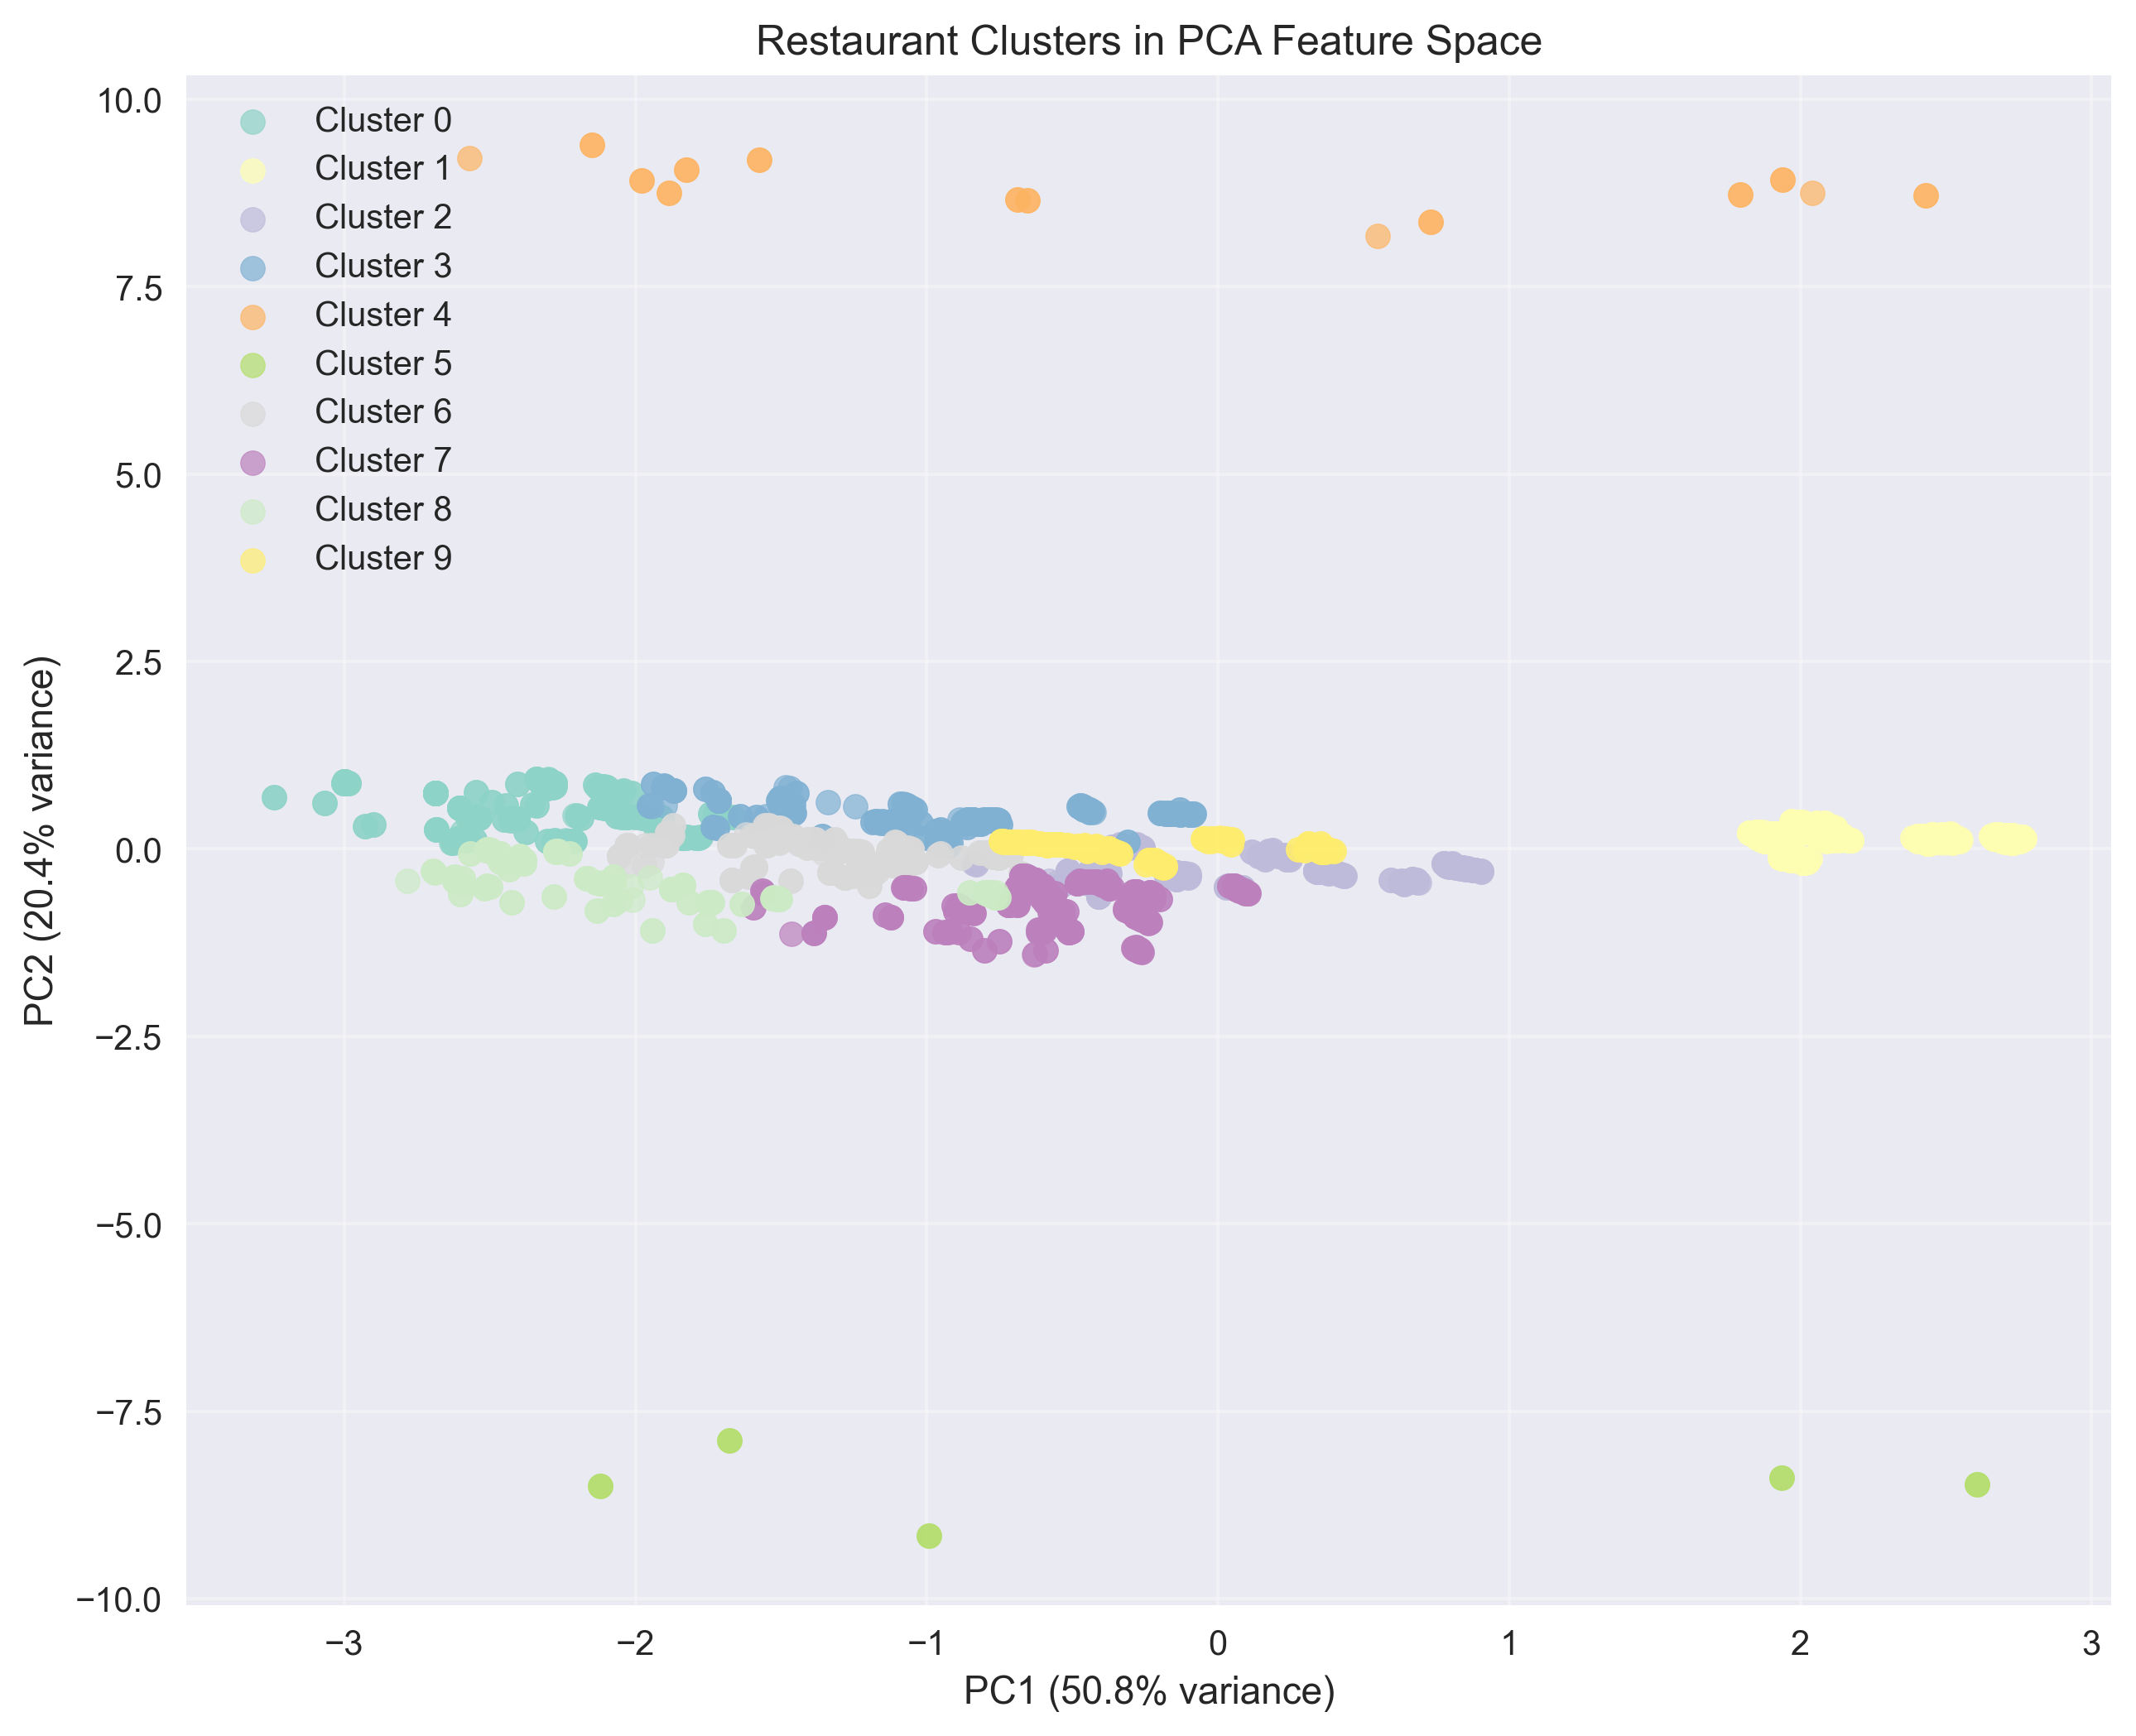 Restaurant Clusters in PCA Feature Space
10.0
7.5
5.0
2.5
0.0
−2.5
−5.0
−7.5
−10.0
PC2 (20.4% variance)
Cluster 0
Cluster 1
Cluster 2
Cluster 3
Cluster 4
Cluster 5
Cluster 6
Cluster 7
Cluster 8
Cluster 9
−3 −2 −1 0 1 2 3
PC1 (50.8% variance)